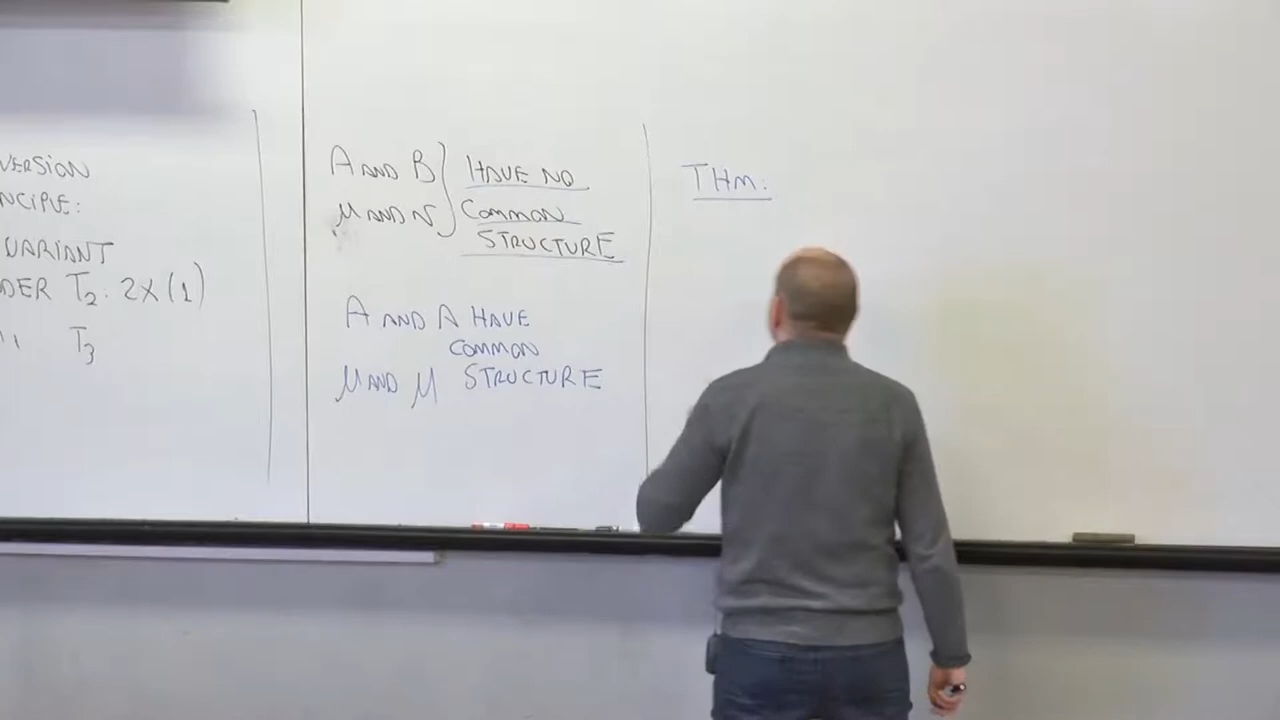 VERSION
NCIPLE:
VARIANT
DER T₂: 2X(1)
" T₃
A AND B } HAVE NO
μ AND ν } COMMON
STRUCTURE
A AND A HAVE
COMMON
μ AND μ STRUCTURE
THM: